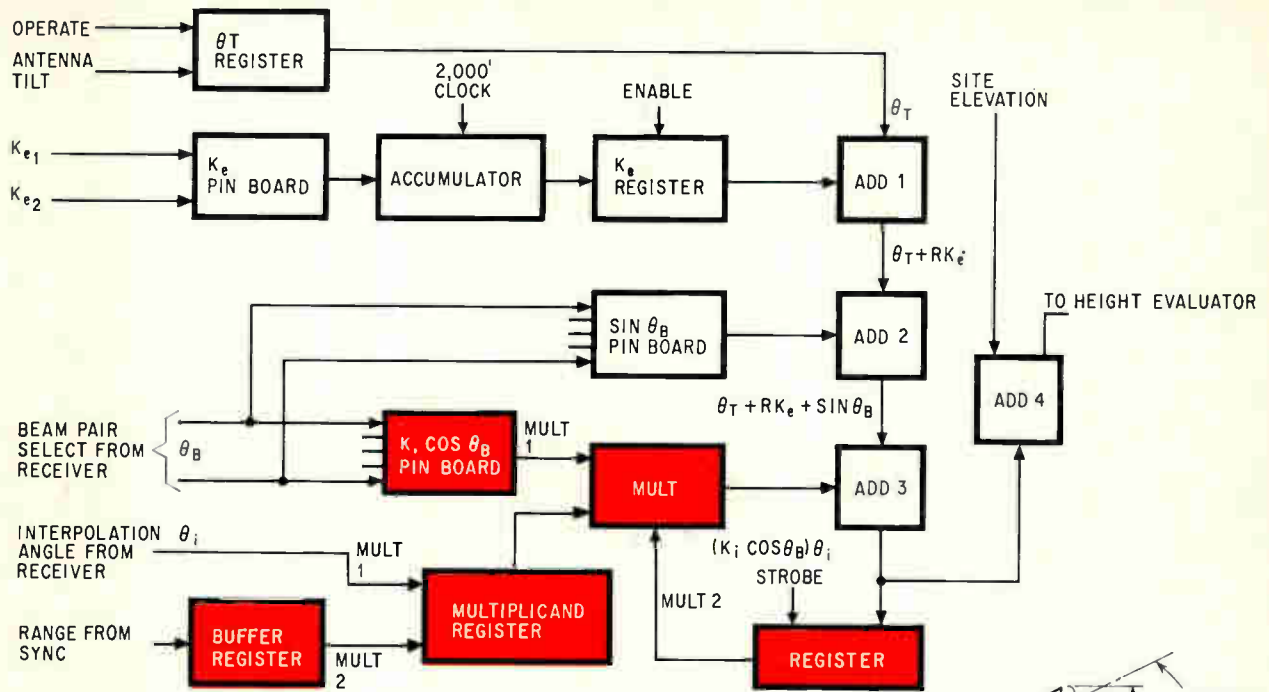 OPERATE
ANTENNA
TILT
θT
REGISTER
2,000'
CLOCK
ENABLE
SITE
ELEVATION
θT
Ke1
Ke2
Ke
PIN BOARD
ACCUMULATOR
Ke
REGISTER
ADD 1
θT + RKe
TO HEIGHT EVALUATOR
SIN θB
PIN BOARD
ADD 2
ADD 4
θT + RKe + SIN θB
BEAM PAIR
SELECT FROM
RECEIVER
θB
K, COS θB
PIN BOARD
MULT
1
MULT
ADD 3
INTERPOLATION
ANGLE FROM
RECEIVER
θi
MULT
1
(Ki COS θB) θi
STROBE
MULTIPLICAND
REGISTER
MULT 2
RANGE FROM
SYNC
BUFFER
REGISTER
MULT
2
REGISTER